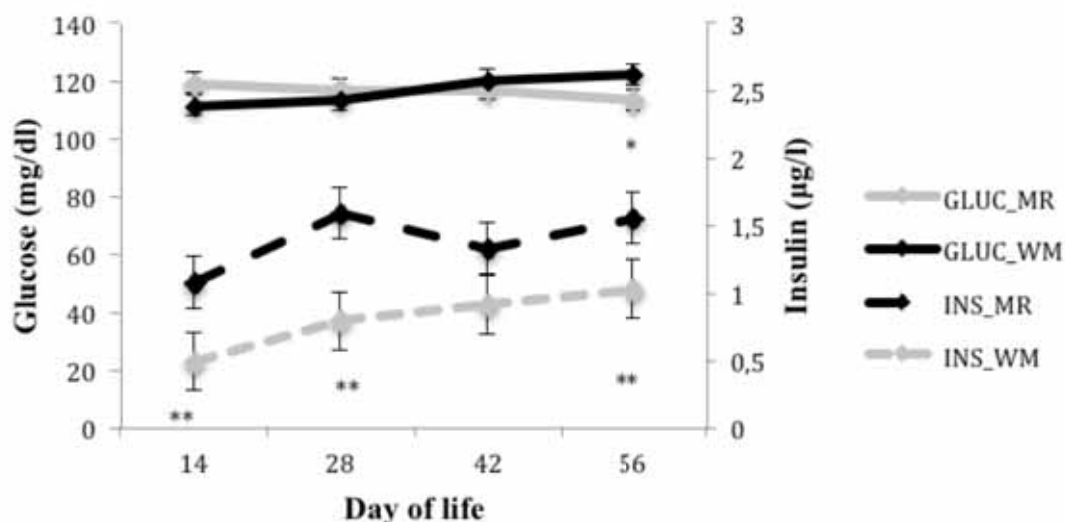 140
120
100
80
60
40
20
0
Glucose (mg/dl)
3
2,5
2
1,5
1
0,5
0
Insulin (µg/l)
*
**
**
**
14 28 42 56
Day of life
GLUC_MR
GLUC_WM
INS_MR
INS_WM